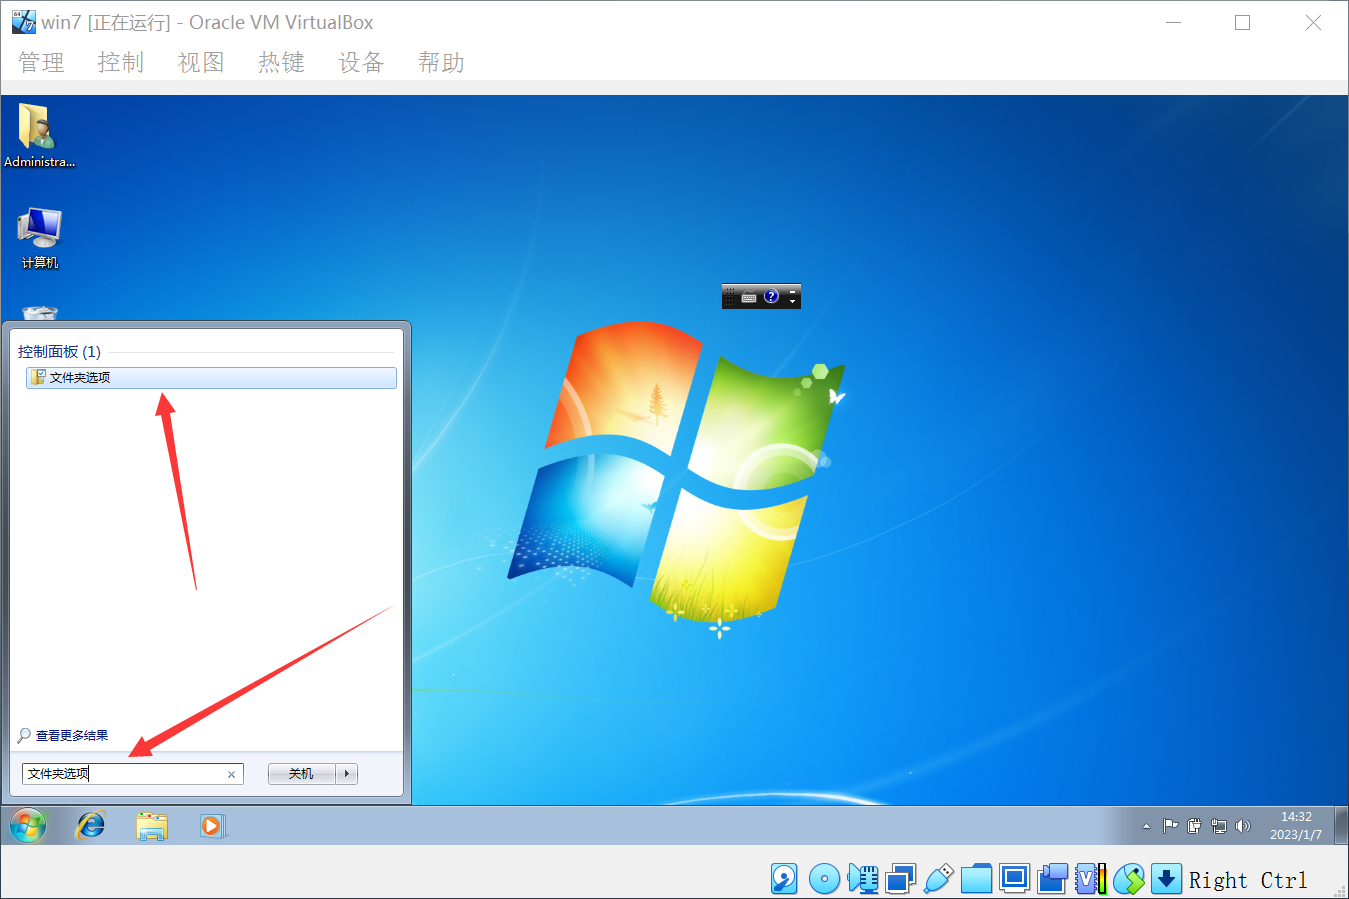 win7 [正在运行] - Oracle VM VirtualBox
管理 控制 视图 热键 设备 帮助
Administra...
计算机
控制面板 (1)
文件夹选项
查看更多结果
文件夹选项
关机
14:32
2023/1/7
Right Ctrl